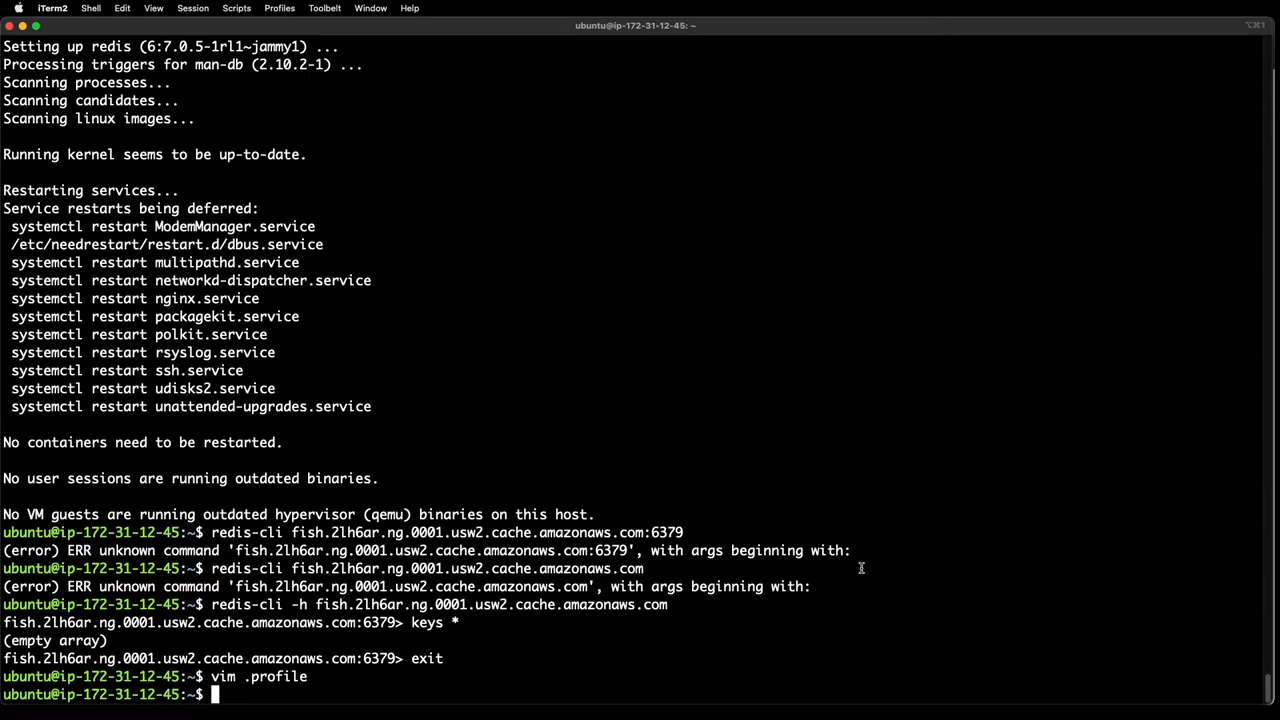 iTerm2 Shell Edit View Session Scripts Profiles Toolbelt Window Help
ubuntu@ip-172-31-12-45: ~
⌥⌘1
Setting up redis (6:7.0.5-1rl1~jammy1) ...
Processing triggers for man-db (2.10.2-1) ...
Scanning processes...
Scanning candidates...
Scanning linux images...
Running kernel seems to be up-to-date.
Restarting services...
Service restarts being deferred:
systemctl restart ModemManager.service
/etc/needrestart/restart.d/dbus.service
systemctl restart multipathd.service
systemctl restart networkd-dispatcher.service
systemctl restart nginx.service
systemctl restart packagekit.service
systemctl restart polkit.service
systemctl restart rsyslog.service
systemctl restart ssh.service
systemctl restart udisks2.service
systemctl restart unattended-upgrades.service
No containers need to be restarted.
No user sessions are running outdated binaries.
No VM guests are running outdated hypervisor (qemu) binaries on this host.
ubuntu@ip-172-31-12-45:~$ redis-cli fish.2lh6ar.ng.0001.usw2.cache.amazonaws.com:6379
(error) ERR unknown command 'fish.2lh6ar.ng.0001.usw2.cache.amazonaws.com:6379', with args beginning with:
ubuntu@ip-172-31-12-45:~$ redis-cli fish.2lh6ar.ng.0001.usw2.cache.amazonaws.com
(error) ERR unknown command 'fish.2lh6ar.ng.0001.usw2.cache.amazonaws.com', with args beginning with:
ubuntu@ip-172-31-12-45:~$ redis-cli -h fish.2lh6ar.ng.0001.usw2.cache.amazonaws.com
fish.2lh6ar.ng.0001.usw2.cache.amazonaws.com:6379> keys *
(empty array)
fish.2lh6ar.ng.0001.usw2.cache.amazonaws.com:6379> exit
ubuntu@ip-172-31-12-45:~$ vim .profile
ubuntu@ip-172-31-12-45:~$